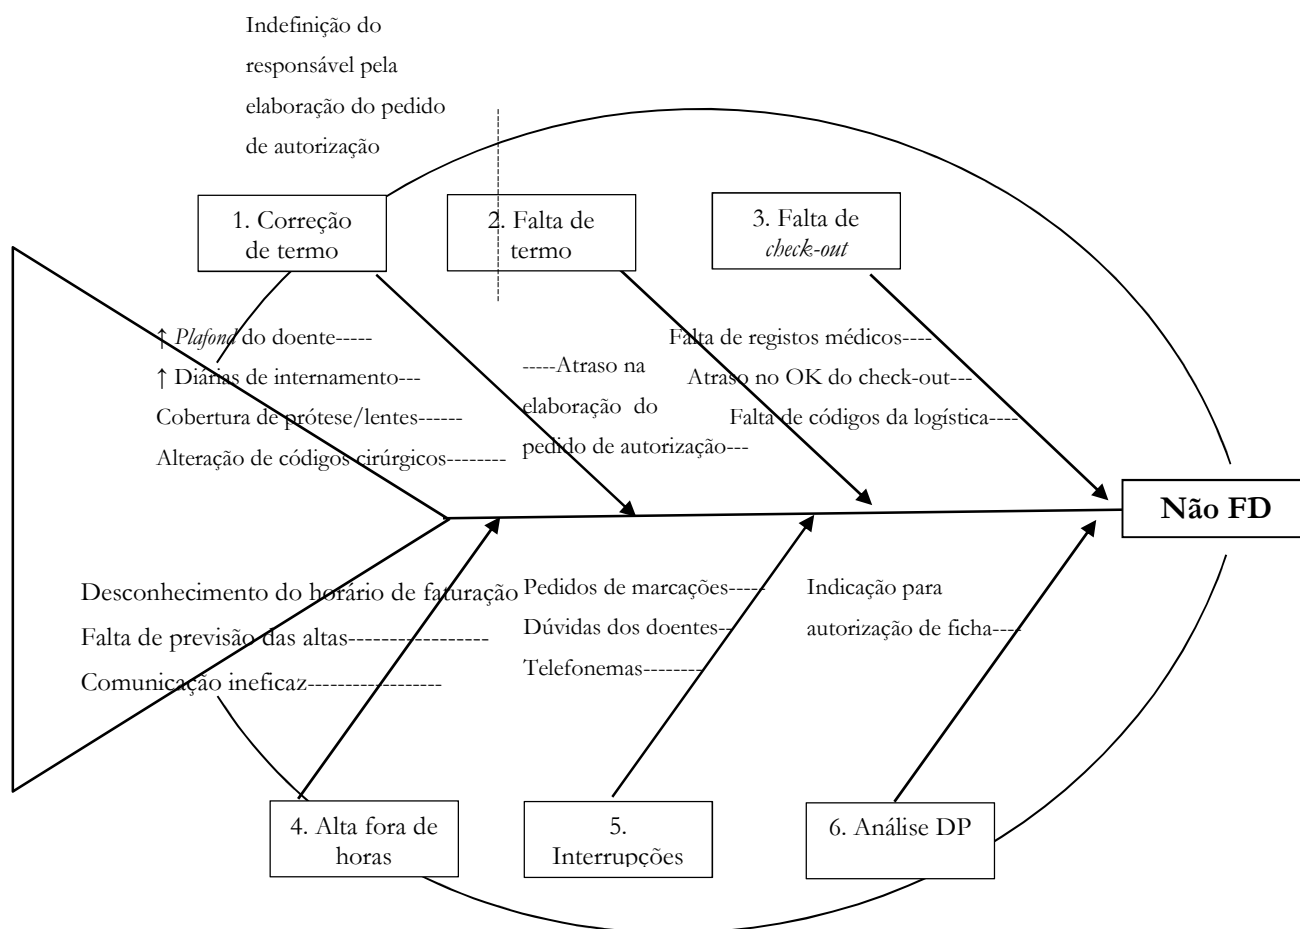 Indefinição do
responsável pela
elaboração do pedido
de autorização
1. Correção
de termo
2. Falta de
termo
3. Falta de
check-out
↑ Plafond do doente-----
↑ Diárias de internamento---
Cobertura de prótese/lentes------
Alteração de códigos cirúrgicos--------
-----Atraso na
elaboração do
pedido de autorização---
Falta de registos médicos----
Atraso no OK do check-out---
Falta de códigos da logística----
Não FD
Desconhecimento do horário de faturação
Falta de previsão das altas------------------
Comunicação ineficaz-----------------
Pedidos de marcações-----
Dúvidas dos doentes--
Telefonemas--------
Indicação para
autorização de ficha----
4. Alta fora de
horas
5.
Interrupções
6. Análise DP